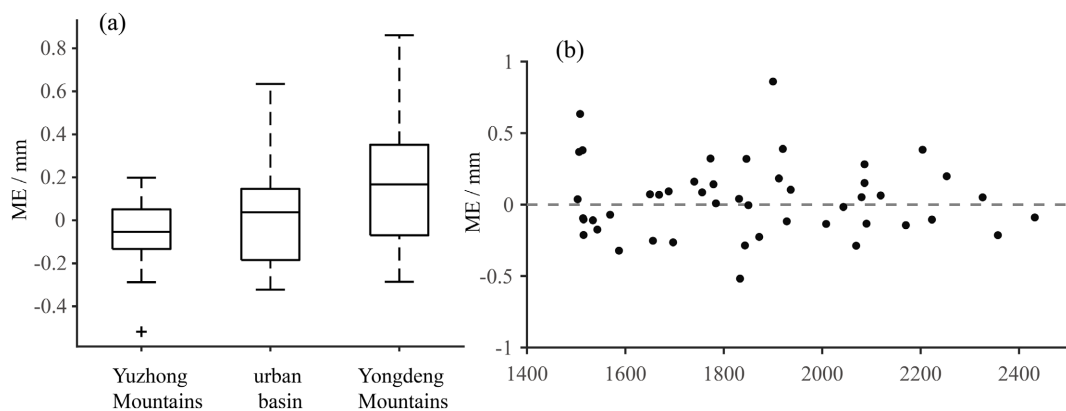 (a)
0.8
0.6
0.4
0.2
0
-0.2
-0.4
ME / mm
Yuzhong Mountains
urban basin
Yongdeng Mountains
(b)
1
0.5
0
-0.5
-1
ME / mm
1400 1600 1800 2000 2200 2400